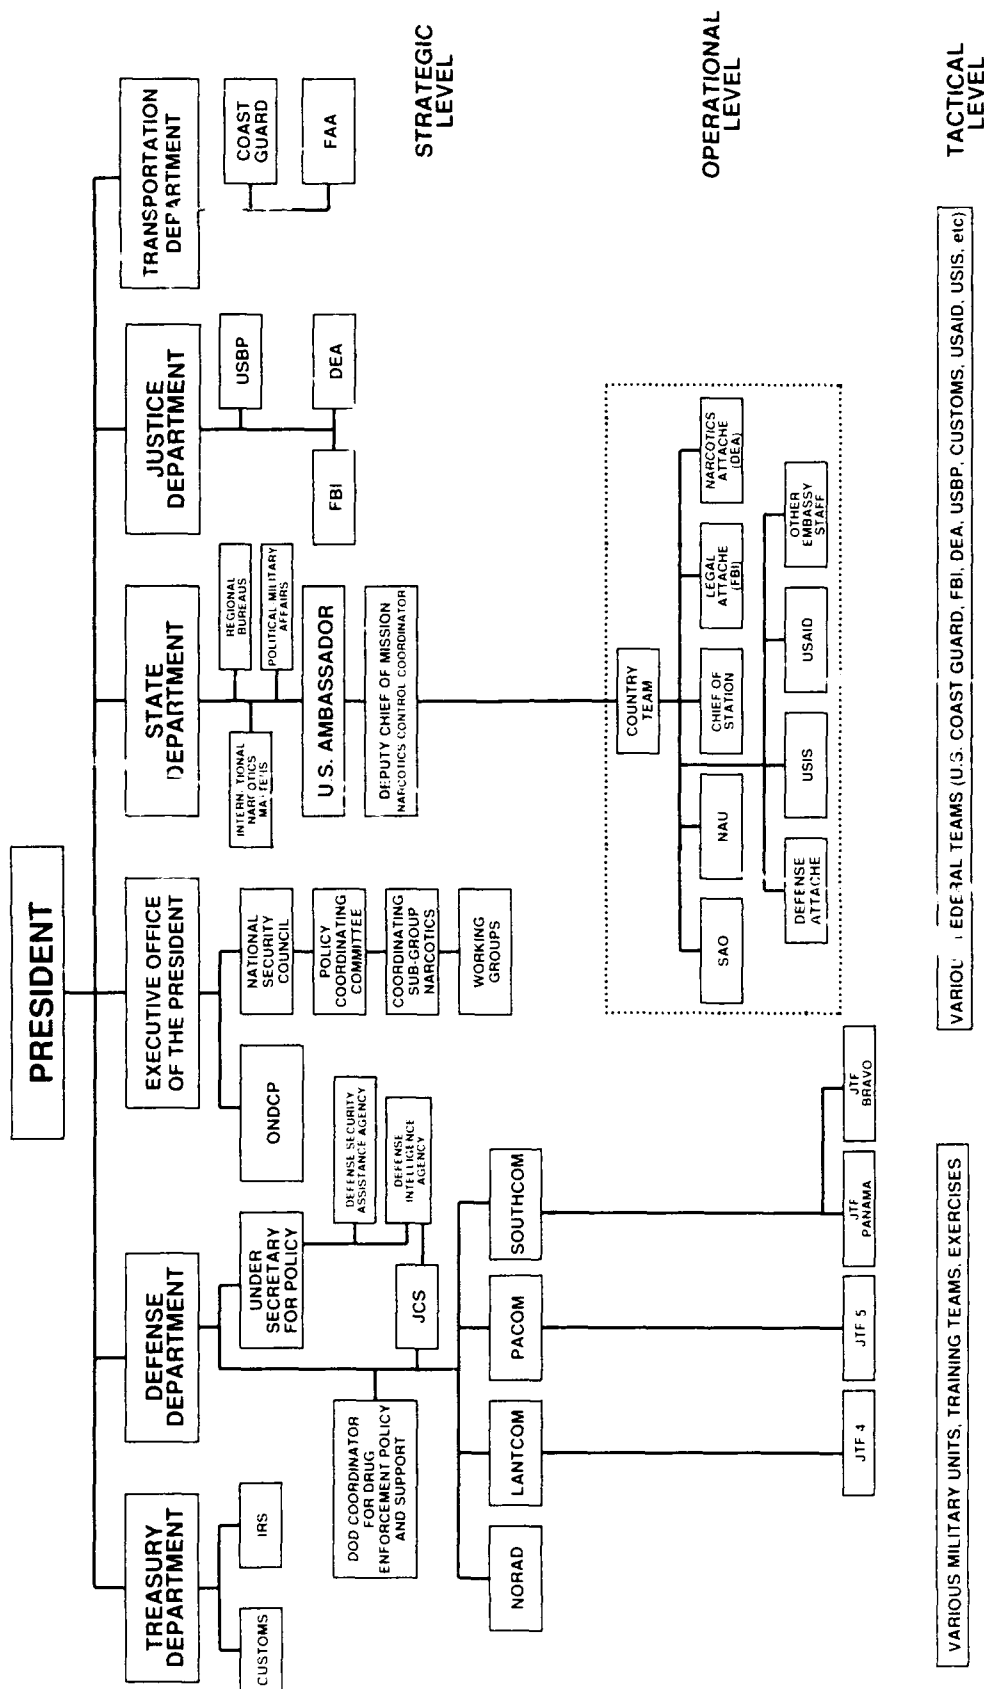 PRESIDENT
TREASURY
DEPARTMENT
DEFENSE
DEPARTMENT
EXECUTIVE OFFICE
OF THE PRESIDENT
STATE
DEPARTMENT
JUSTICE
DEPARTMENT
TRANSPORTATION
DEPARTMENT
CUSTOMS
IRS
UNDER
SECRETARY
FOR POLICY
DOD COORDINATOR
FOR DRUG
ENFORCEMENT POLICY
AND SUPPORT
DEFENSE SECURITY
ASSISTANCE AGENCY
DEFENSE
INTELLIGENCE
AGENCY
JCS
ONDCP
NATIONAL
SECURITY
COUNCIL
POLICY
COORDINATING
COMMITTEE
COORDINATING
SUB-GROUP
NARCOTICS
WORKING
GROUPS
REGIONAL
BUREAUS
POLITICAL MILITARY
AFFAIRS
NARCOTICS
U.S. AMBASSADOR
DEPUTY CHIEF OF MISSION
NARCOTICS CONTROL COORDINATOR
USBP
FBI
DEA
COAST
GUARD
FAA
STRATEGIC
LEVEL
NORAD
LANTCOM
PACOM
SOUTHCOM
COUNTRY
TEAM
SAO
NAU
CHIEF OF
STATION
LEGAL
ATTACHE
(FBI)
NARCOTICS
ATTACHE
(DEA)
DEFENSE
ATTACHE
USIS
USAID
OTHER
EMBASSY
STAFF
OPERATIONAL
LEVEL
JTF 4
JTF 5
JTF
PANAMA
JTF
BRAVO
VARIOUS MILITARY UNITS, TRAINING TEAMS, EXERCISES
TEAMS (U.S. COAST GUARD, FBI, DEA, USBP, CUSTOMS, USAID, USIS, etc)
TACTICAL
LEVEL